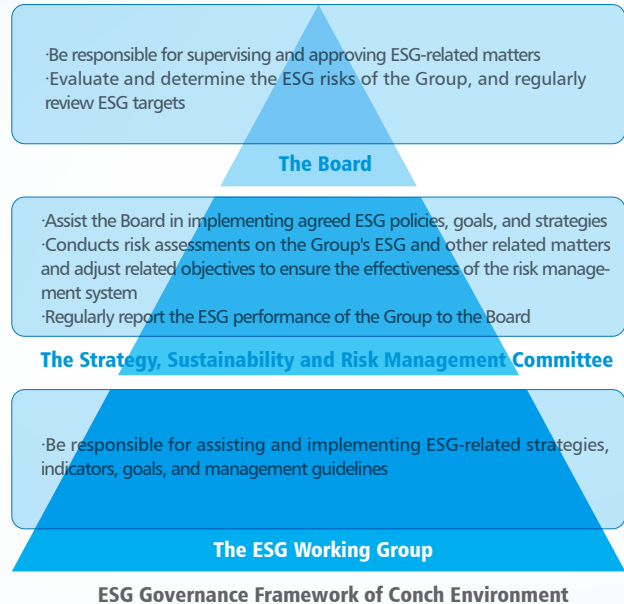 ·Be responsible for supervising and approving ESG-related matters
·Evaluate and determine the ESG risks of the Group, and regularly
review ESG targets
The Board
·Assist the Board in implementing agreed ESG policies, goals, and strategies
·Conducts risk assessments on the Group's ESG and other related matters
and adjust related objectives to ensure the effectiveness of the risk manage-
ment system
·Regularly report the ESG performance of the Group to the Board
The Strategy, Sustainability and Risk Management Committee
·Be responsible for assisting and implementing ESG-related strategies,
indicators, goals, and management guidelines
The ESG Working Group
ESG Governance Framework of Conch Environment